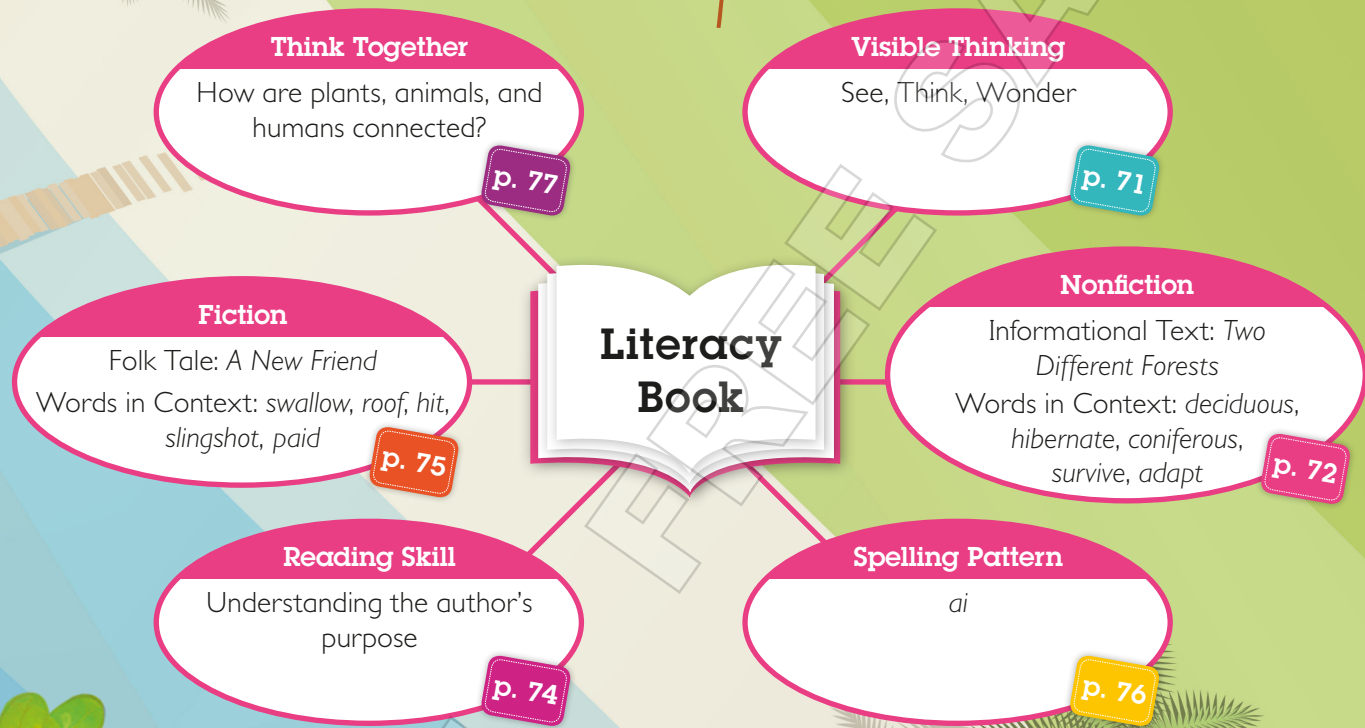 Think Together
How are plants, animals, and
humans connected?
p. 77
Visible Thinking
See, Think, Wonder
p. 71
Fiction
Folk Tale: A New Friend
Words in Context: swallow, roof, hit,
slingshot, paid
p. 75
Literacy
Book
Nonfiction
Informational Text: Two
Different Forests
Words in Context: deciduous,
hibernate, coniferous,
survive, adapt
p. 72
Reading Skill
Understanding the author's
purpose
p. 74
Spelling Pattern
ai
p. 76
FREE SA